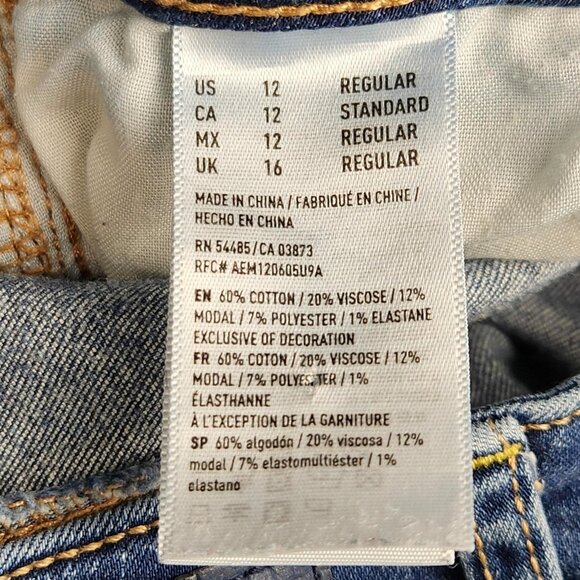 US 12 REGULAR
CA 12 STANDARD
MX 12 REGULAR
UK 16 REGULAR
MADE IN CHINA / FABRIQUÉ EN CHINE /
HECHO EN CHINA
RN 54485 / CA 03873
RFC# AEM120605U9A
EN 60% COTTON / 20% VISCOSE / 12%
MODAL / 7% POLYESTER / 1% ELASTANE
EXCLUSIVE OF DECORATION
FR 60% COTON / 20% VISCOSE / 12%
MODAL / 7% POLYESTER / 1%
ÉLASTHANNE
À L'EXCEPTION DE LA GARNITURE
SP 60% algodón / 20% viscosa / 12%
modal / 7% elastomultiéster / 1%
elastano